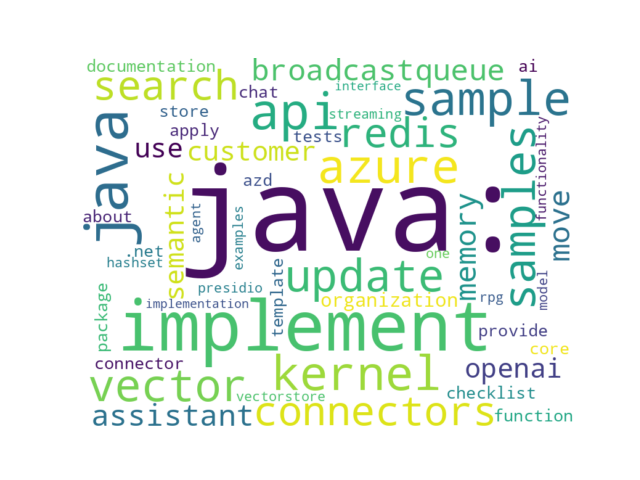 documentation
broadcastqueue
ai
search
chat
interface
sample
store
api
streaming
java
apply
tests
redis
use
customer
azure
samples
functionality
semantic
azd
java:
memory
move
about
agent
examples
.net
hashset
one
template
update
presidio
organization
rpg
model
package
implementation
implement
provide
core
connector
kernel
openai
vector
vectorstore
checklist
assistant
connectors
function